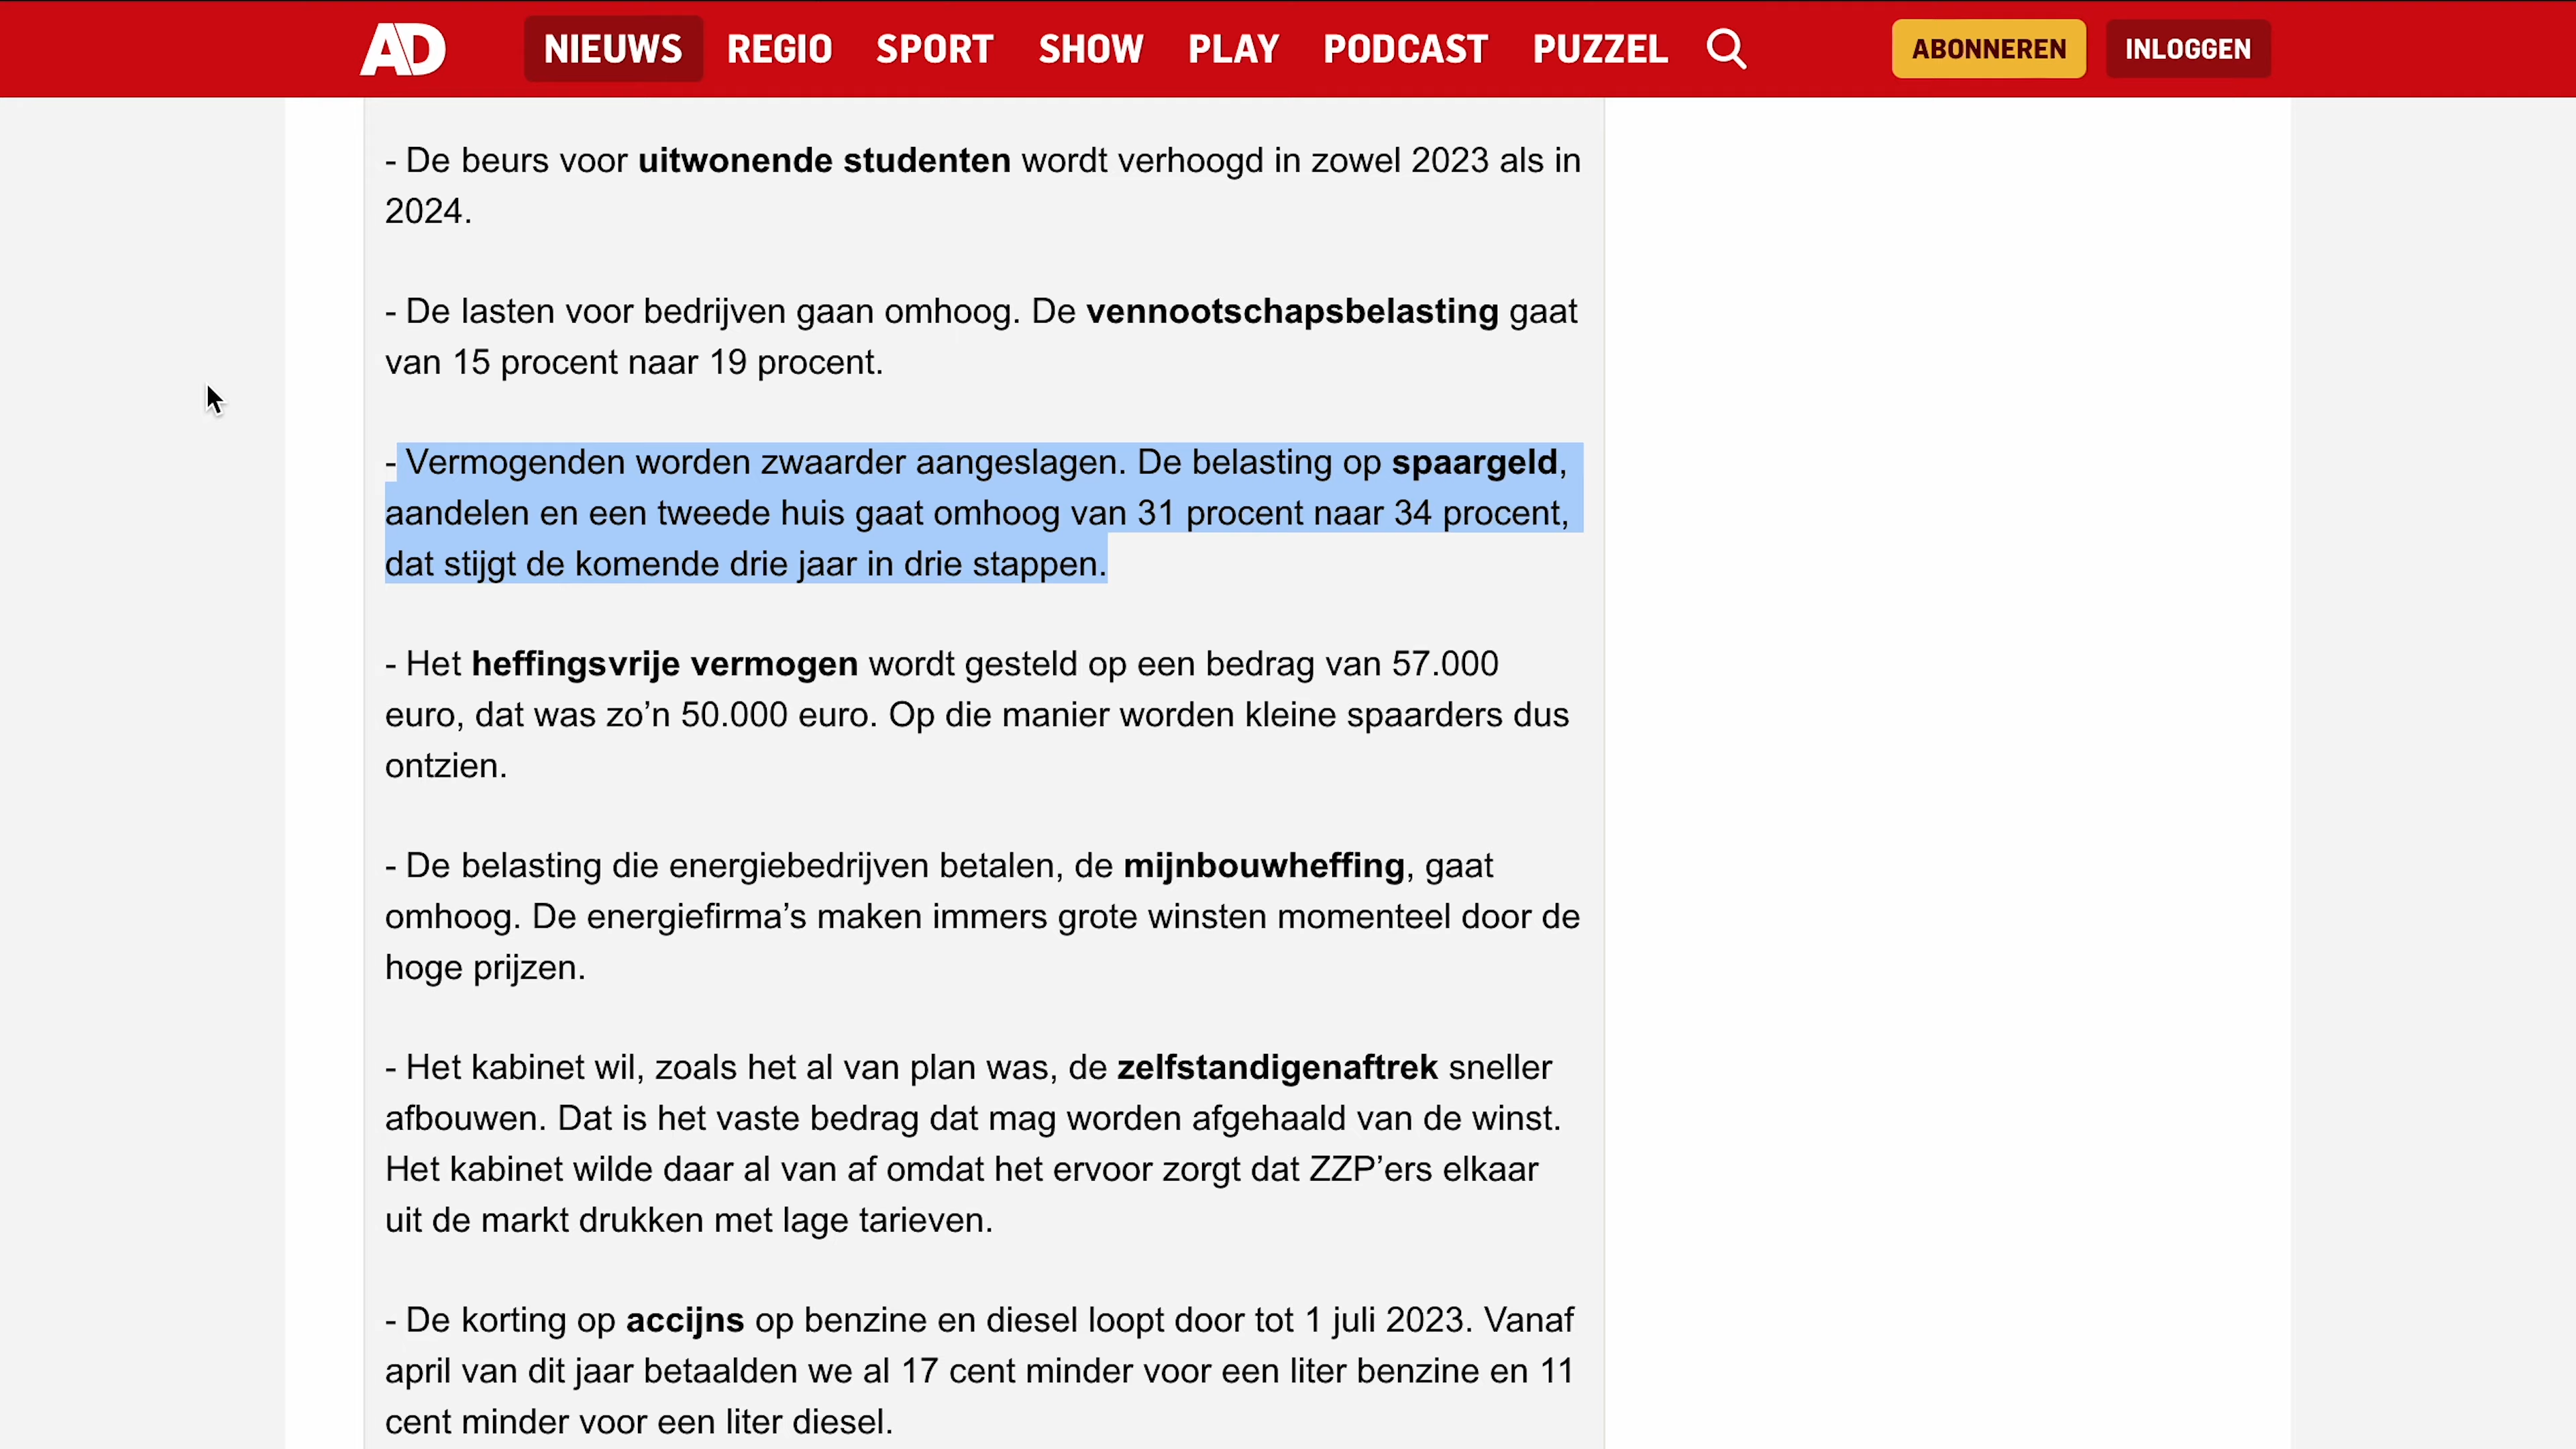 AD NIEUWS REGIO SPORT SHOW PLAY PODCAST PUZZEL ABONNEREN INLOGGEN
- De beurs voor uitwonende studenten wordt verhoogd in zowel 2023 als in
2024.
- De lasten voor bedrijven gaan omhoog. De vennootschapsbelasting gaat
van 15 procent naar 19 procent.
- Vermogenden worden zwaarder aangeslagen. De belasting op spaargeld,
aandelen en een tweede huis gaat omhoog van 31 procent naar 34 procent,
dat stijgt de komende drie jaar in drie stappen.
- Het heffingsvrije vermogen wordt gesteld op een bedrag van 57.000
euro, dat was zo’n 50.000 euro. Op die manier worden kleine spaarders dus
ontzien.
- De belasting die energiebedrijven betalen, de mijnbouwheffing, gaat
omhoog. De energiefirma’s maken immers grote winsten momenteel door de
hoge prijzen.
- Het kabinet wil, zoals het al van plan was, de zelfstandigenaftrek sneller
afbouwen. Dat is het vaste bedrag dat mag worden afgehaald van de winst.
Het kabinet wilde daar al van af omdat het ervoor zorgt dat ZZP’ers elkaar
uit de markt drukken met lage tarieven.
- De korting op accijns op benzine en diesel loopt door tot 1 juli 2023. Vanaf
april van dit jaar betaalden we al 17 cent minder voor een liter benzine en 11
cent minder voor een liter diesel.